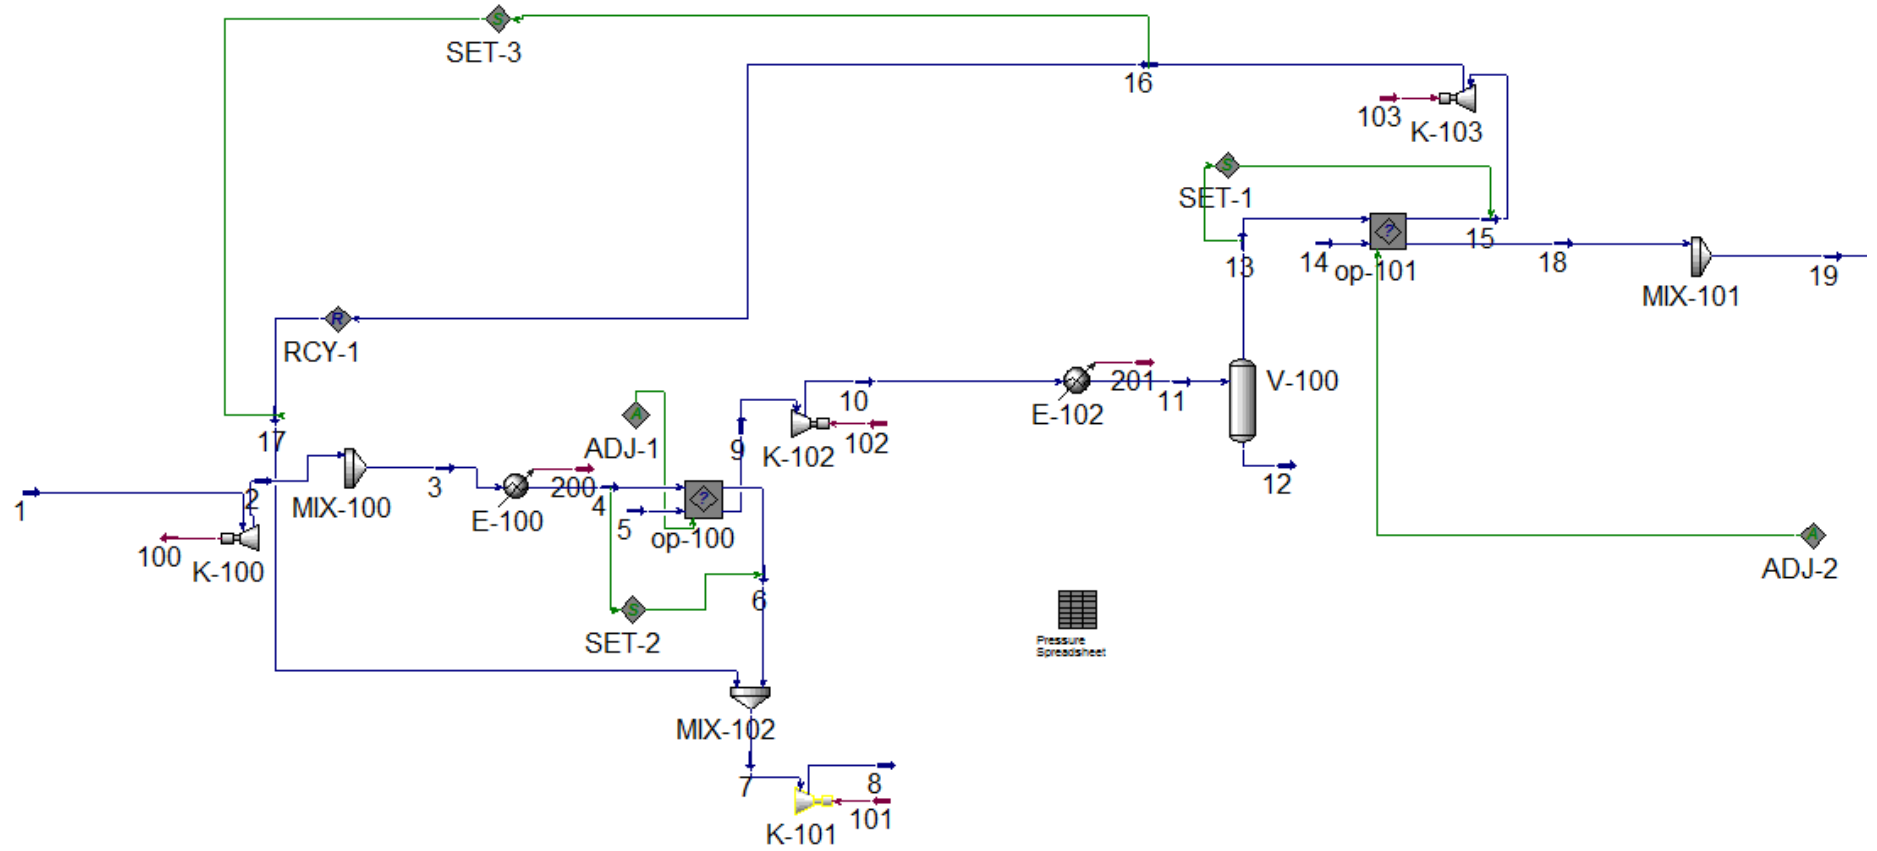 S
SET-3
16
103
K-103
S
SET-1
?
15
13
14
op-101
18
MIX-101
19
R
RCY-1
201
V-100
10
E-102
11
A
ADJ-1
17
9
K-102
102
3
2
MIX-100
200
4
?
1
E-100
5
op-100
12
100
K-100
A
ADJ-2
S
SET-2
6
Pressure
Spreadsheet
MIX-102
7
8
101
K-101